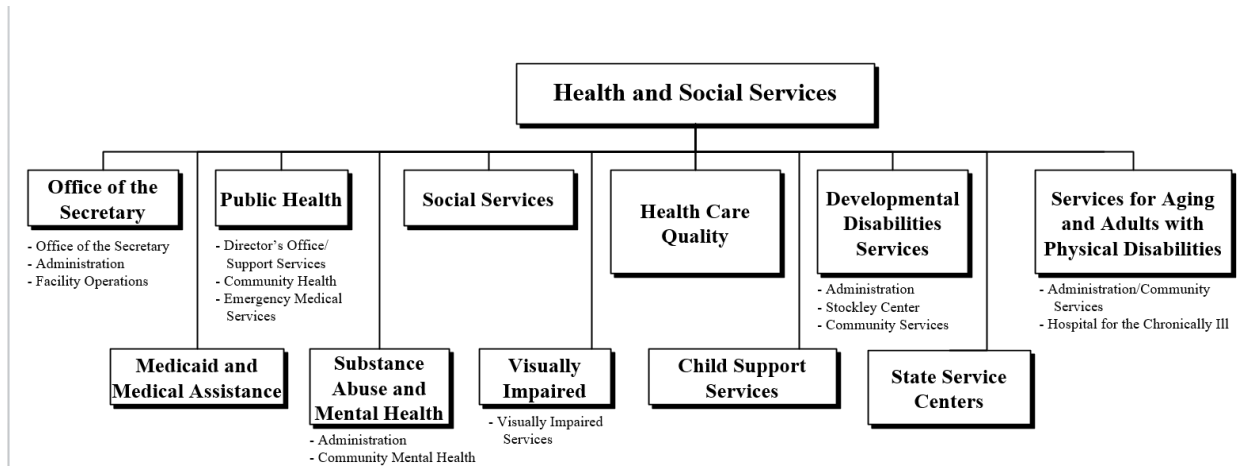 Health and Social Services
Office of the
Secretary
- Office of the Secretary
- Administration
- Facility Operations
Public Health
- Director's Office/
Support Services
- Community Health
- Emergency Medical
Services
Social Services
Health Care
Quality
Developmental
Disabilities
Services
- Administration
- Stockley Center
- Community Services
Services for Aging
and Adults with
Physical Disabilities
- Administration/Community
Services
- Hospital for the Chronically Ill
Medicaid and
Medical Assistance
Substance
Abuse and
Mental Health
- Administration
- Community Mental Health
Visually
Impaired
- Visually Impaired
Services
Child Support
Services
State Service
Centers